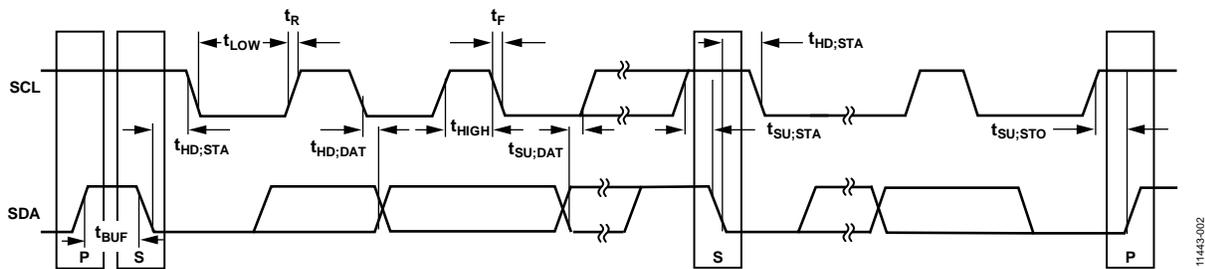 tR
tF
tLOW
tHD;STA
SCL
tHD;STA
tHD;DAT
tHIGH
tSU;DAT
tSU;STA
tSU;STO
SDA
tBUF
P
S
S
P
11443-002